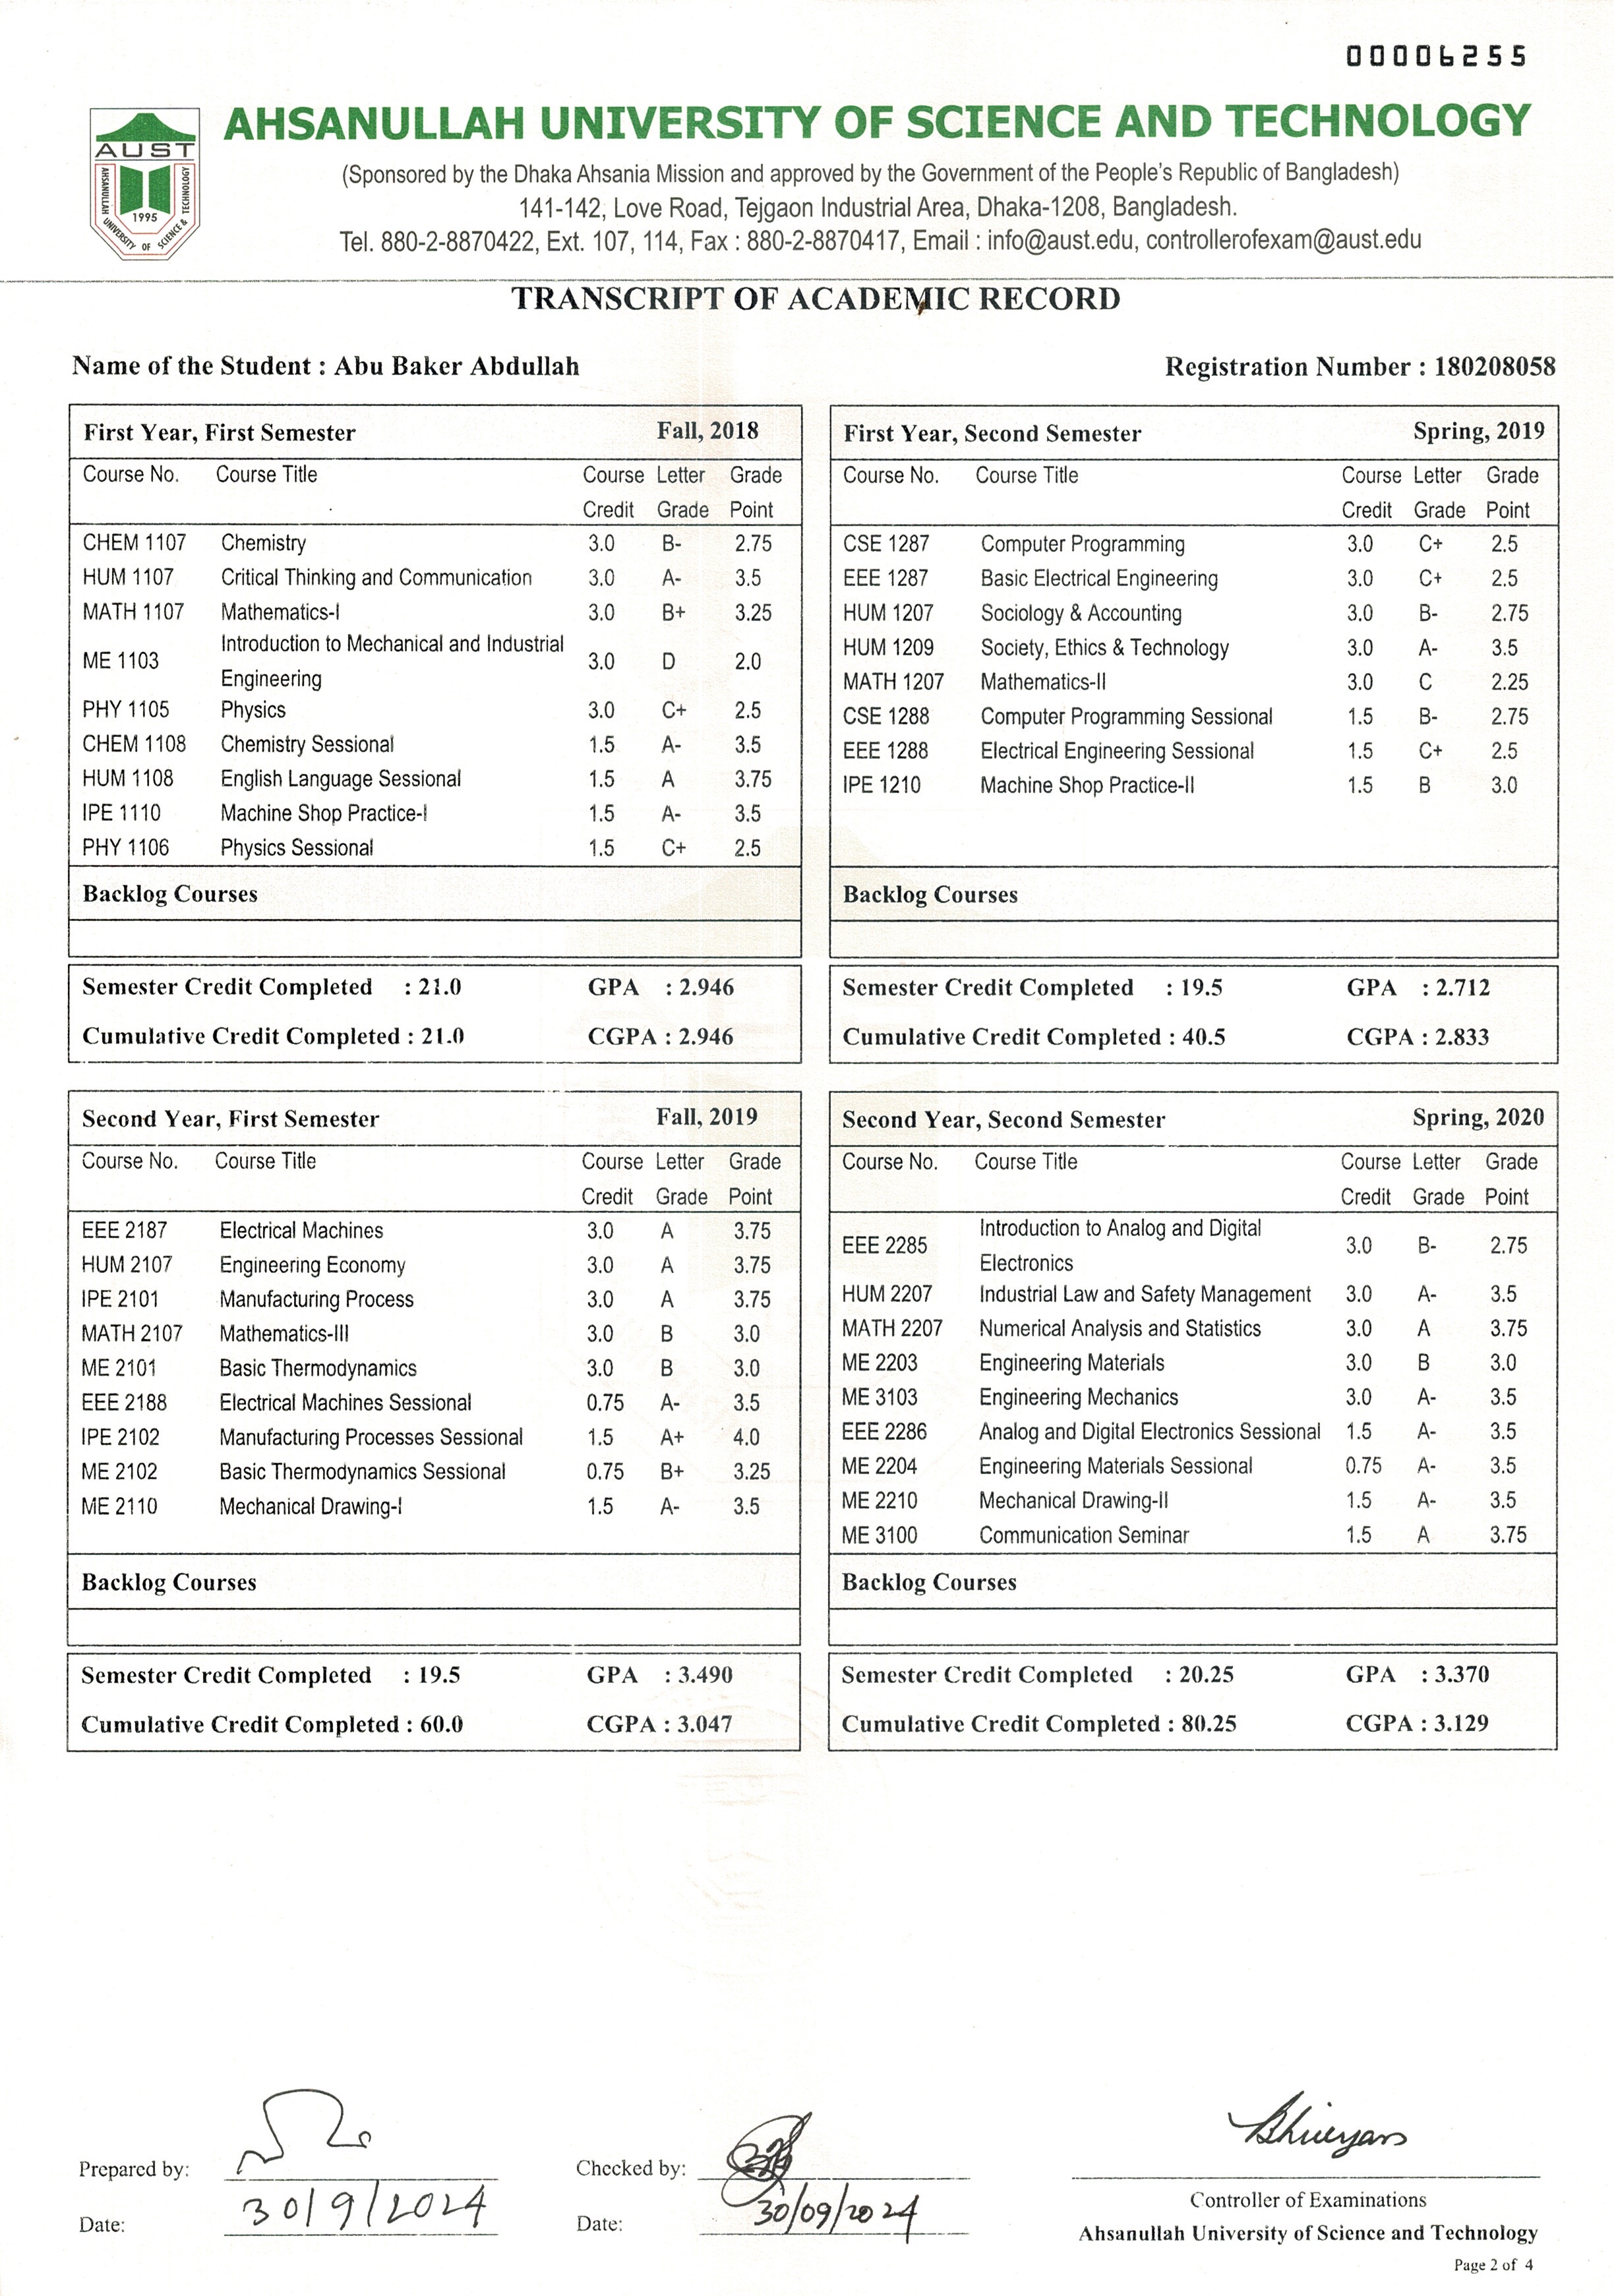 00006255
AHSANULLAH UNIVERSITY OF SCIENCE AND TECHNOLOGY
AUST
AHSANULLAH UNIVERSITY OF SCIENCE & TECHNOLOGY
1995
(Sponsored by the Dhaka Ahsania Mission and approved by the Government of the People's Republic of Bangladesh)
141-142, Love Road, Tejgaon Industrial Area, Dhaka-1208, Bangladesh.
Tel. 880-2-8870422, Ext. 107, 114, Fax : 880-2-8870417, Email : info@aust.edu, controllerofexam@aust.edu
TRANSCRIPT OF ACADEMIC RECORD
Name of the Student : Abu Baker Abdullah
Registration Number : 180208058
First Year, First Semester Fall, 2018
Course No. Course Title Course Letter Grade
Credit Grade Point
CHEM 1107 Chemistry 3.0 B- 2.75
HUM 1107 Critical Thinking and Communication 3.0 A- 3.5
MATH 1107 Mathematics-I 3.0 B+ 3.25
ME 1103 Introduction to Mechanical and Industrial
Engineering 3.0 D 2.0
PHY 1105 Physics 3.0 C+ 2.5
CHEM 1108 Chemistry Sessional 1.5 A- 3.5
HUM 1108 English Language Sessional 1.5 A 3.75
IPE 1110 Machine Shop Practice-I 1.5 A- 3.5
PHY 1106 Physics Sessional 1.5 C+ 2.5
Backlog Courses
Semester Credit Completed : 21.0 GPA : 2.946
Cumulative Credit Completed : 21.0 CGPA : 2.946
First Year, Second Semester Spring, 2019
Course No. Course Title Course Letter Grade
Credit Grade Point
CSE 1287 Computer Programming 3.0 C+ 2.5
EEE 1287 Basic Electrical Engineering 3.0 C+ 2.5
HUM 1207 Sociology & Accounting 3.0 B- 2.75
HUM 1209 Society, Ethics & Technology 3.0 A- 3.5
MATH 1207 Mathematics-II 3.0 C 2.25
CSE 1288 Computer Programming Sessional 1.5 B- 2.75
EEE 1288 Electrical Engineering Sessional 1.5 C+ 2.5
IPE 1210 Machine Shop Practice-II 1.5 B 3.0
Backlog Courses
Semester Credit Completed : 19.5 GPA : 2.712
Cumulative Credit Completed : 40.5 CGPA : 2.833
Second Year, First Semester Fall, 2019
Course No. Course Title Course Letter Grade
Credit Grade Point
EEE 2187 Electrical Machines 3.0 A 3.75
HUM 2107 Engineering Economy 3.0 A 3.75
IPE 2101 Manufacturing Process 3.0 A 3.75
MATH 2107 Mathematics-III 3.0 B 3.0
ME 2101 Basic Thermodynamics 3.0 B 3.0
EEE 2188 Electrical Machines Sessional 0.75 A- 3.5
IPE 2102 Manufacturing Processes Sessional 1.5 A+ 4.0
ME 2102 Basic Thermodynamics Sessional 0.75 B+ 3.25
ME 2110 Mechanical Drawing-I 1.5 A- 3.5
Backlog Courses
Semester Credit Completed : 19.5 GPA : 3.490
Cumulative Credit Completed : 60.0 CGPA : 3.047
Second Year, Second Semester Spring, 2020
Course No. Course Title Course Letter Grade
Credit Grade Point
EEE 2285 Introduction to Analog and Digital
Electronics 3.0 B- 2.75
HUM 2207 Industrial Law and Safety Management 3.0 A- 3.5
MATH 2207 Numerical Analysis and Statistics 3.0 A 3.75
ME 2203 Engineering Materials 3.0 B 3.0
ME 3103 Engineering Mechanics 3.0 A- 3.5
EEE 2286 Analog and Digital Electronics Sessional 1.5 A- 3.5
ME 2204 Engineering Materials Sessional 0.75 A- 3.5
ME 2210 Mechanical Drawing-II 1.5 A- 3.5
ME 3100 Communication Seminar 1.5 A 3.75
Backlog Courses
Semester Credit Completed : 20.25 GPA : 3.370
Cumulative Credit Completed : 80.25 CGPA : 3.129
Prepared by:
Date: 30/9/2024
Checked by:
Date: 30/09/2024
Controller of Examinations
Ahsanullah University of Science and Technology
Page 2 of 4